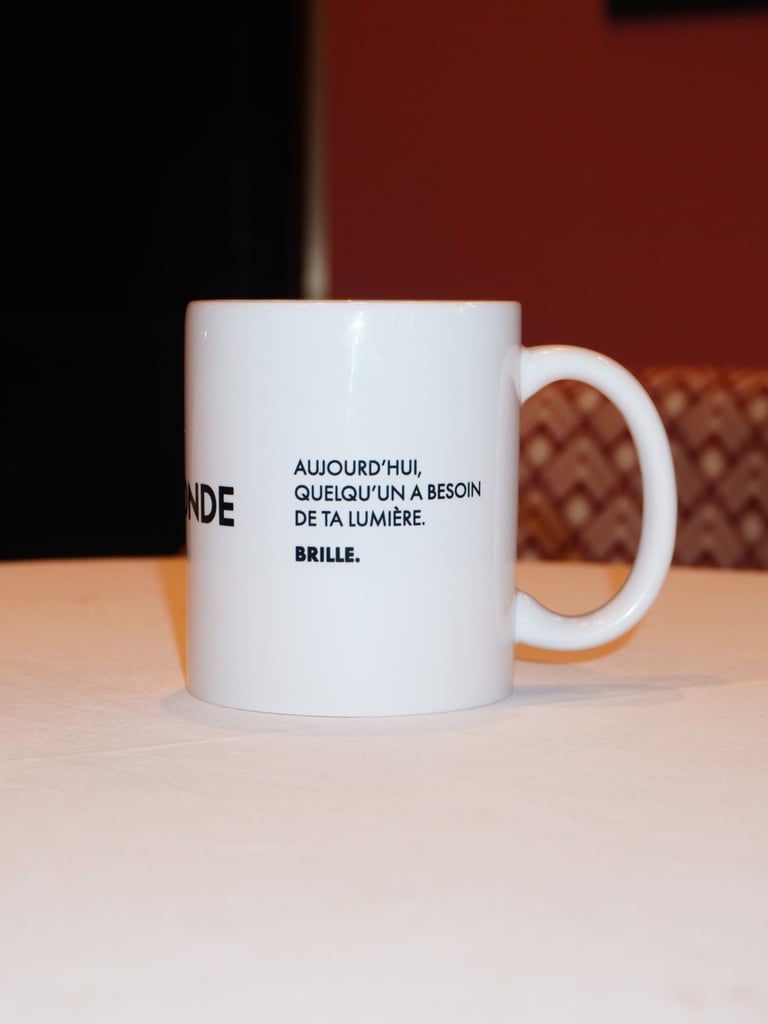 AUJOURD'HUI,
QUELQU'UN A BESOIN
DE TA LUMIÈRE.
BRILLE.